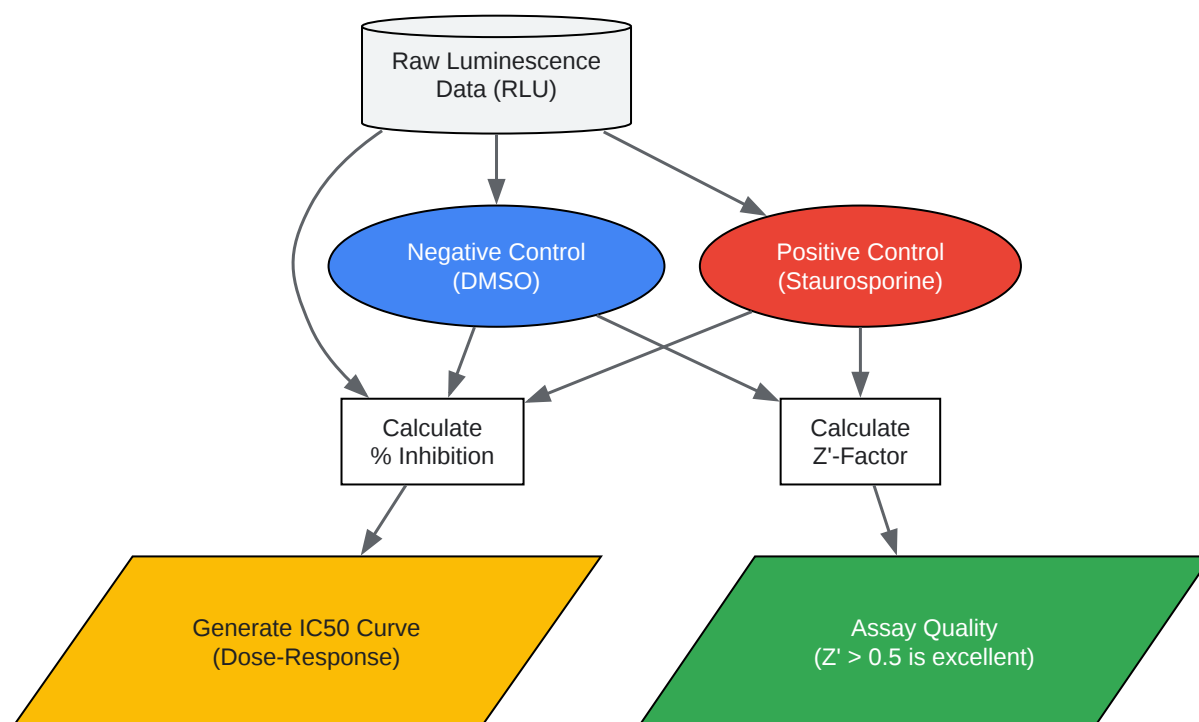 Raw Luminescence
Data (RLU)
Negative Control
(DMSO)
Positive Control
(Staurosporine)
Calculate
% Inhibition
Calculate
Z'-Factor
Generate IC50 Curve
(Dose-Response)
Assay Quality
(Z' > 0.5 is excellent)